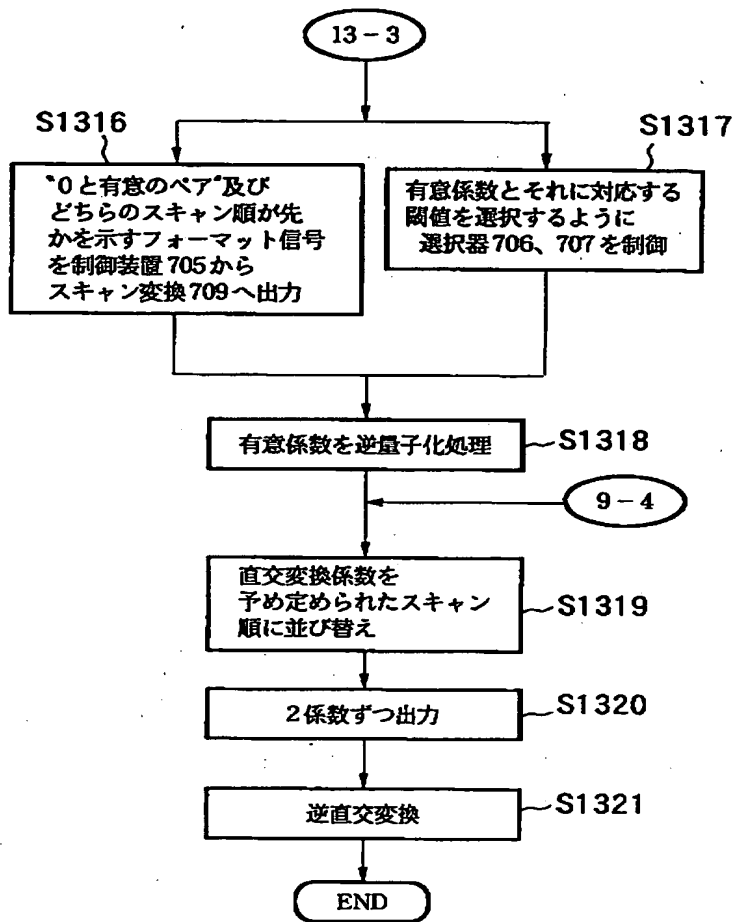 13-3
S1316
S1317
"0と有意のペア"及び
どちらのスキャン順が先
かを示すフォーマット信号
を制御装置705から
スキャン変換709へ出力
有意係数とそれに対応する
閾値を選択するように
選択器706、707を制御
有意係数を逆量子化処理
S1318
9-4
直交変換係数を
予め定められたスキャン
順に並び替え
S1319
2係数ずつ出力
S1320
逆直交変換
S1321
END